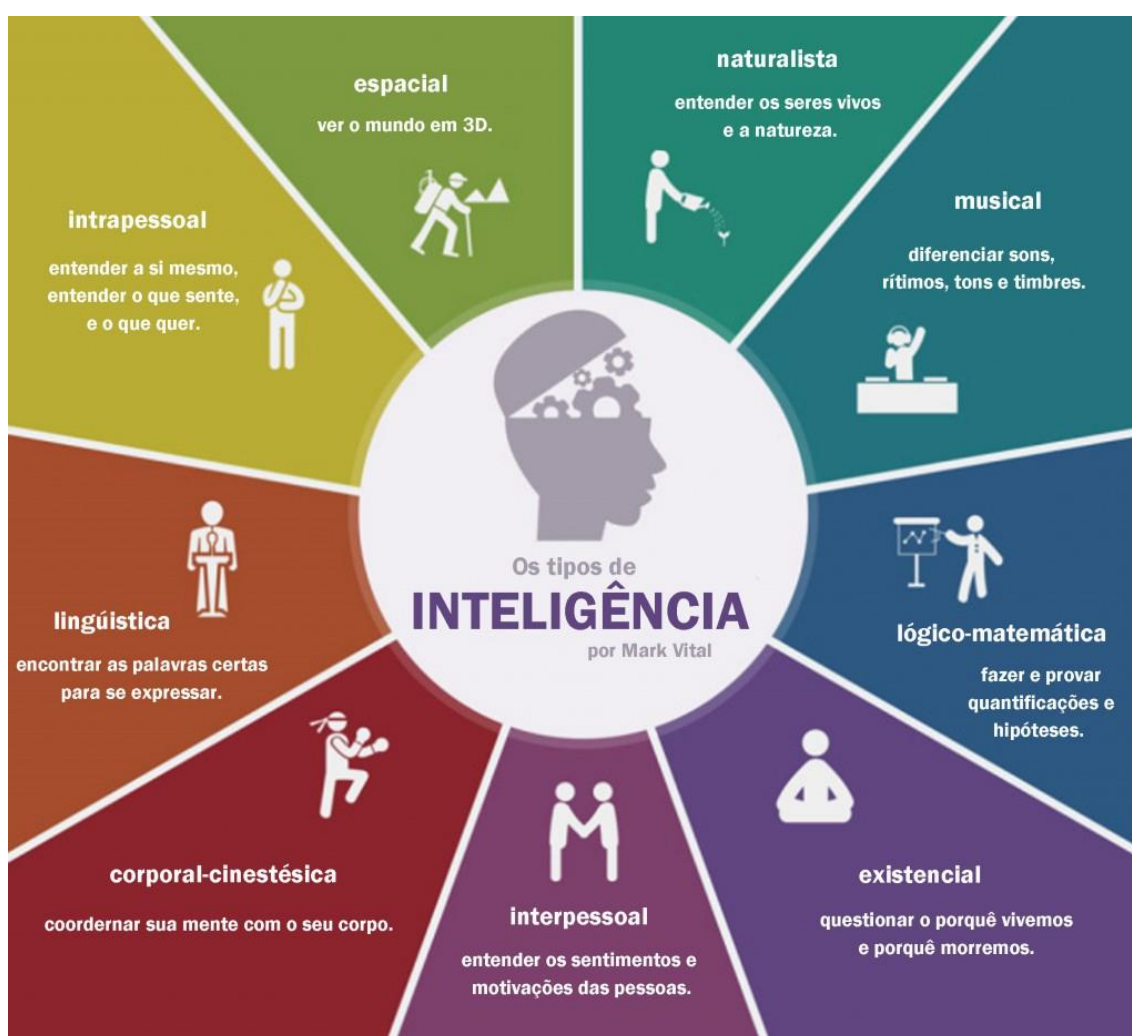 espacial
ver o mundo em 3D.
naturalista
entender os seres vivos
e a natureza.
musical
diferenciar sons,
rítimos, tons e timbres.
lógico-matemática
fazer e provar
quantificações e
hipóteses.
existencial
questionar o porquê vivemos
e porquê morremos.
interpessoal
entender os sentimentos e
motivações das pessoas.
corporal-cinestésica
coordernar sua mente com o seu corpo.
lingúistica
encontrar as palavras certas
para se expressar.
intrapessoal
entender a si mesmo,
entender o que sente,
e o que quer.
Os tipos de
INTELIGÊNCIA
por Mark Vital